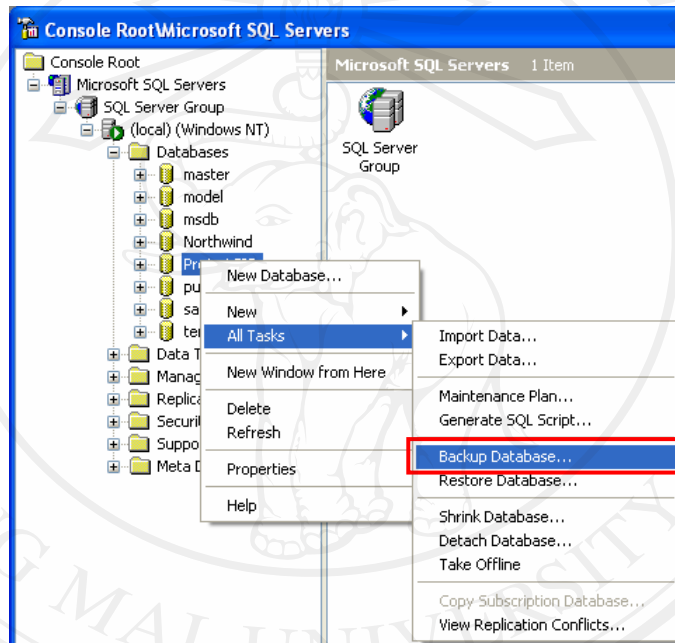 Console Root\Microsoft SQL Servers
Console Root
Microsoft SQL Servers
SQL Server Group
(local) (Windows NT)
Databases
master
model
msdb
Northwind
Data
Microsoft SQL Servers 1 Item
SQL Server
Group
New Database...
New
All Tasks
New Window from Here
Delete
Refresh
Properties
Help
Import Data...
Export Data...
Maintenance Plan...
Generate SQL Script...
Backup Database...
Restore Database...
Shrink Database...
Detach Database...
Take Offline
Copy Subscription Database...
View Replication Conflicts...